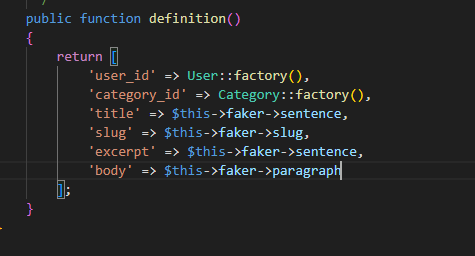 public function definition()
{
return [
'user_id' => User::factory(),
'category_id' => Category::factory(),
'title' => $this->faker->sentence,
'slug' => $this->faker->slug,
'excerpt' => $this->faker->sentence,
'body' => $this->faker->paragraph
];
}